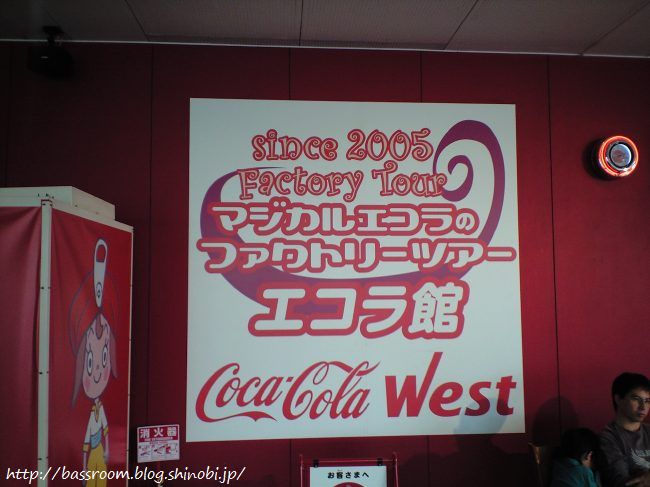 since 2005
Factory Tour
マジカルエコラの
ファクトリーツアー
エコラ館
Coca-Cola West
消火器
お客さまへ
http://bassroom.blog.shinobi.jp/